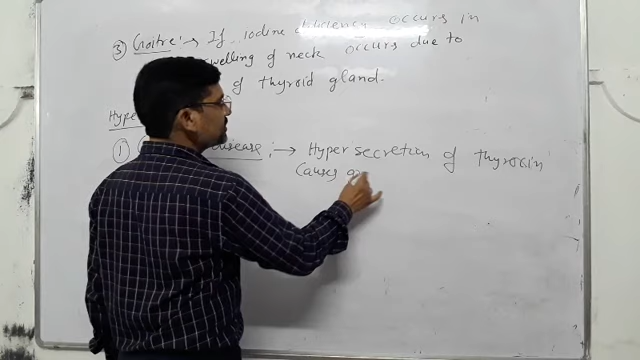 ③ Goitre :→ If Iodine deficiency occurs in
swelling of neck occurs due to
of thyroid gland.
Hype
① disease :→ Hyper secretion of thyroxin
Causes